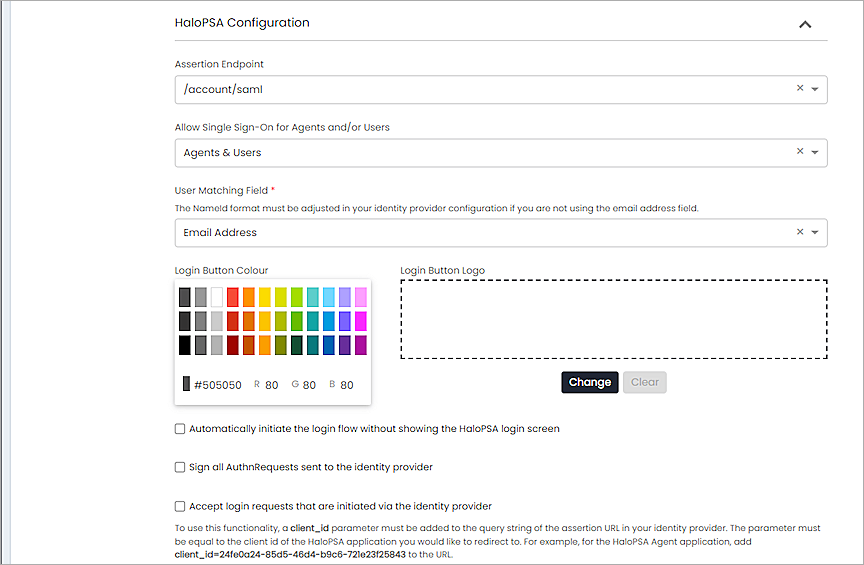 HaloPSA Configuration
Assertion Endpoint
/account/saml
Allow Single Sign-On for Agents and/or Users
Agents & Users
User Matching Field *
The NameId format must be adjusted in your identity provider configuration if you are not using the email address field.
Email Address
Login Button Colour
Login Button Logo
#505050 R 80 G 80 B 80
Change Clear
Automatically initiate the login flow without showing the HaloPSA login screen
Sign all AuthnRequests sent to the identity provider
Accept login requests that are initiated via the identity provider
To use this functionality, a client_id parameter must be added to the query string of the assertion URL in your identity provider. The parameter must
be equal to the client id of the HaloPSA application you would like to redirect to. For example, for the HaloPSA Agent application, add
client_id=24fe0a24-85d5-46d4-b9c6-721e23f25843 to the URL.